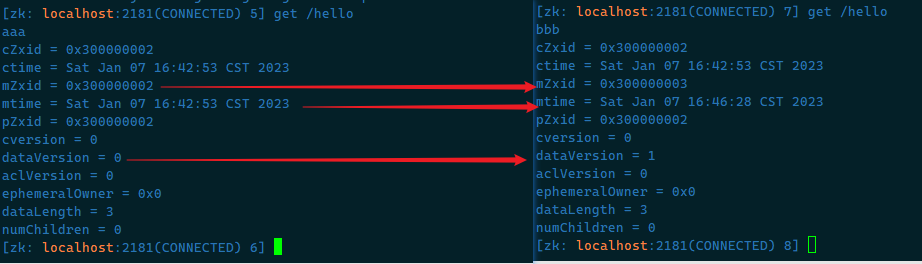 [zk: localhost:2181(CONNECTED) 5] get /hello
aaa
cZxid = 0x300000002
ctime = Sat Jan 07 16:42:53 CST 2023
mZxid = 0x300000002
mtime = Sat Jan 07 16:42:53 CST 2023
pZxid = 0x300000002
cversion = 0
dataVersion = 0
aclVersion = 0
ephemeralOwner = 0x0
dataLength = 3
numChildren = 0
[zk: localhost:2181(CONNECTED) 6]
[zk: localhost:2181(CONNECTED) 7] get /hello
bbb
cZxid = 0x300000002
ctime = Sat Jan 07 16:42:53 CST 2023
mZxid = 0x300000003
mtime = Sat Jan 07 16:46:28 CST 2023
pZxid = 0x300000002
cversion = 0
dataVersion = 1
aclVersion = 0
ephemeralOwner = 0x0
dataLength = 3
numChildren = 0
[zk: localhost:2181(CONNECTED) 8]